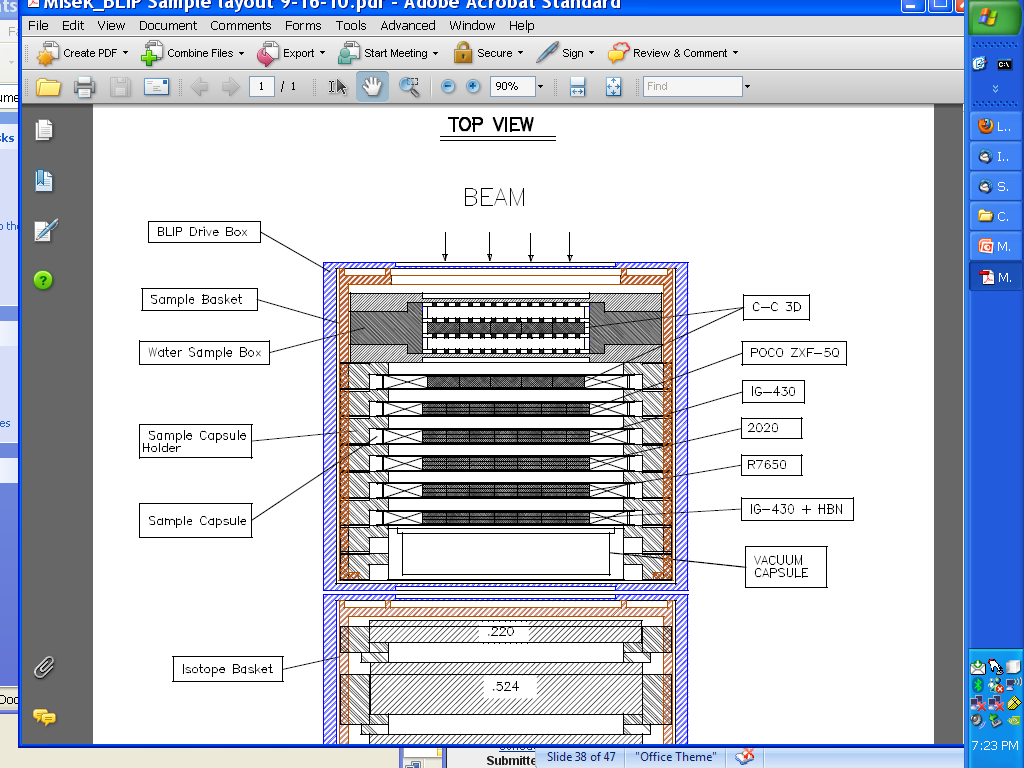 Misek_BLIP Sample layout 9-16-10.pdf - Adobe Acrobat Standard
File Edit View Document Comments Forms Tools Advanced Window Help
Create PDF Combine Files Export Start Meeting Secure Sign Review & Comment
1 / 1 90% Find
TOP VIEW
BEAM
BLIP Drive Box
Sample Basket
C-C 3D
Water Sample Box
POCO ZXF-5Q
IG-430
Sample Capsule
Holder
2020
R7650
Sample Capsule
IG-430 + HBN
VACUUM
CAPSULE
.220
Isotope Basket
.524
L..
I..
S.
C.
M.
M.
7:23 PM
Submitte
Slide 38 of 47 "Office Theme"